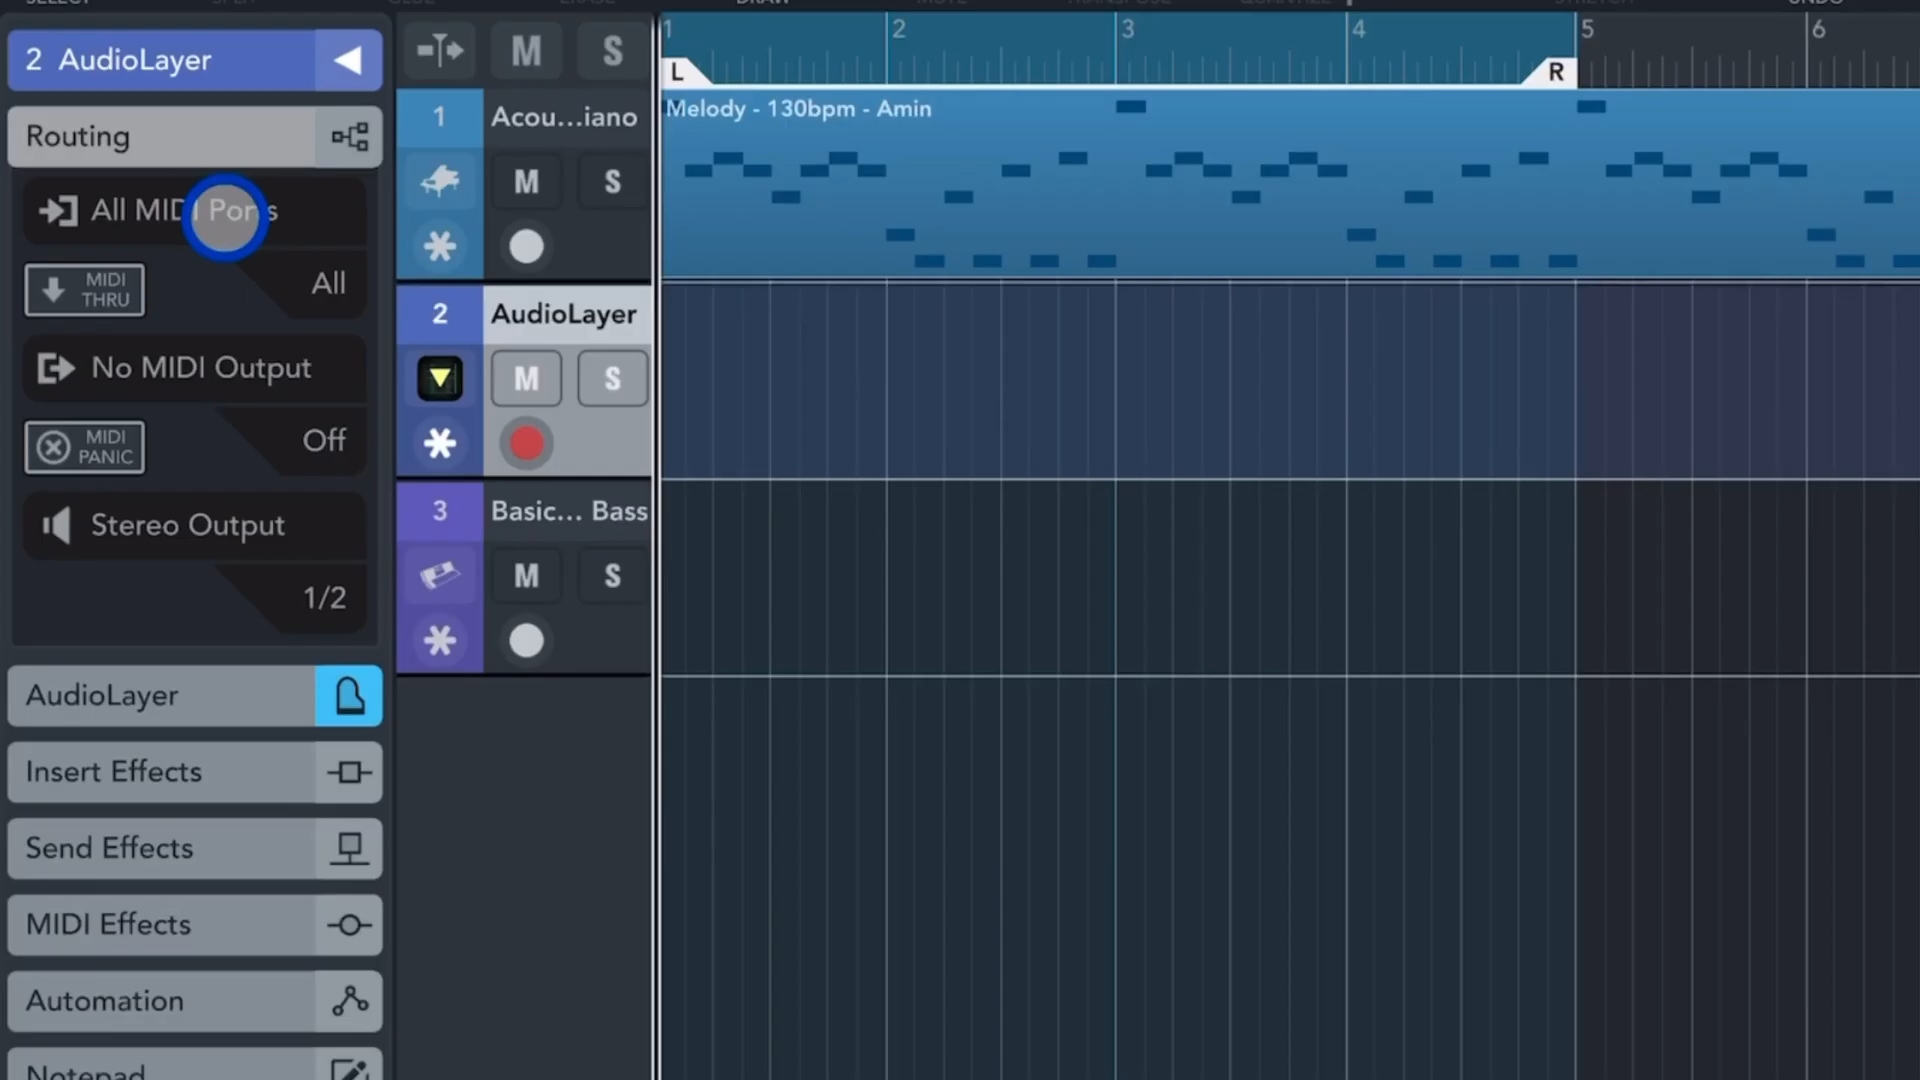 2 AudioLayer
Routing
All MIDI Ports
MIDI THRU
All
No MIDI Output
MIDI PANIC
Off
Stereo Output
1/2
AudioLayer
Insert Effects
Send Effects
MIDI Effects
Automation
Notepad
M S
1 Acou...iano
M S
2 AudioLayer
M S
3 Basic... Bass
M S
1 2 3 4 5 6
L R
Melody - 130bpm - Amin